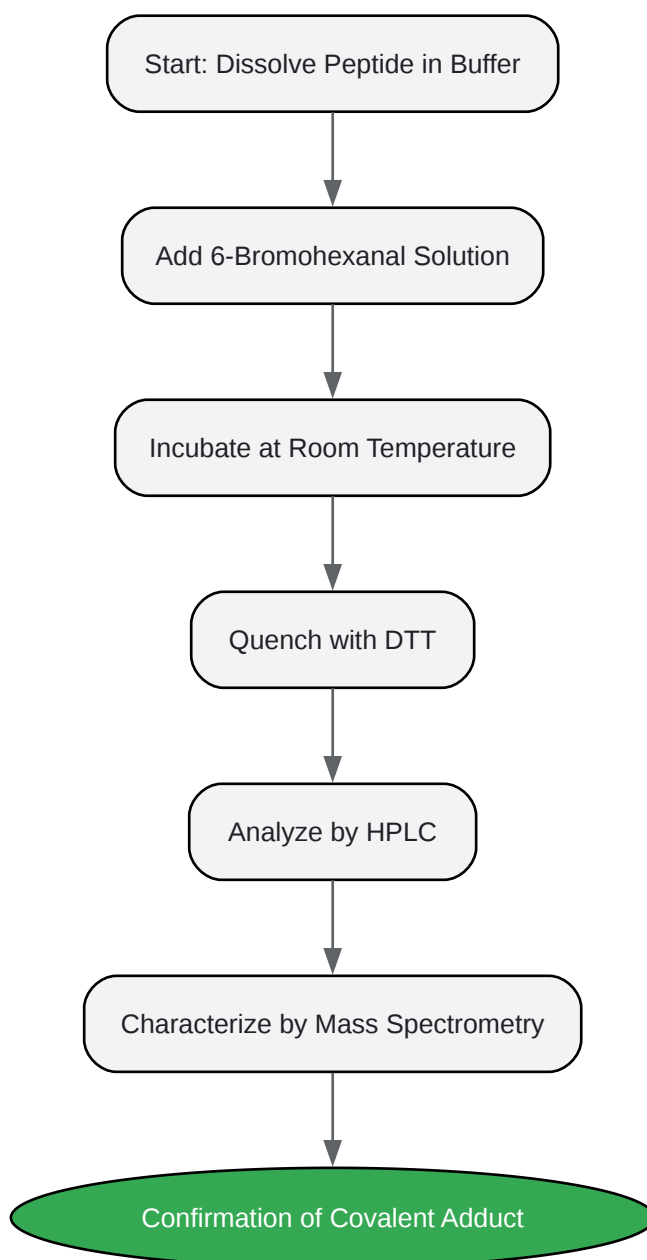 Start: Dissolve Peptide in Buffer
Add 6-Bromohexanal Solution
Incubate at Room Temperature
Quench with DTT
Analyze by HPLC
Characterize by Mass Spectrometry
Confirmation of Covalent Adduct